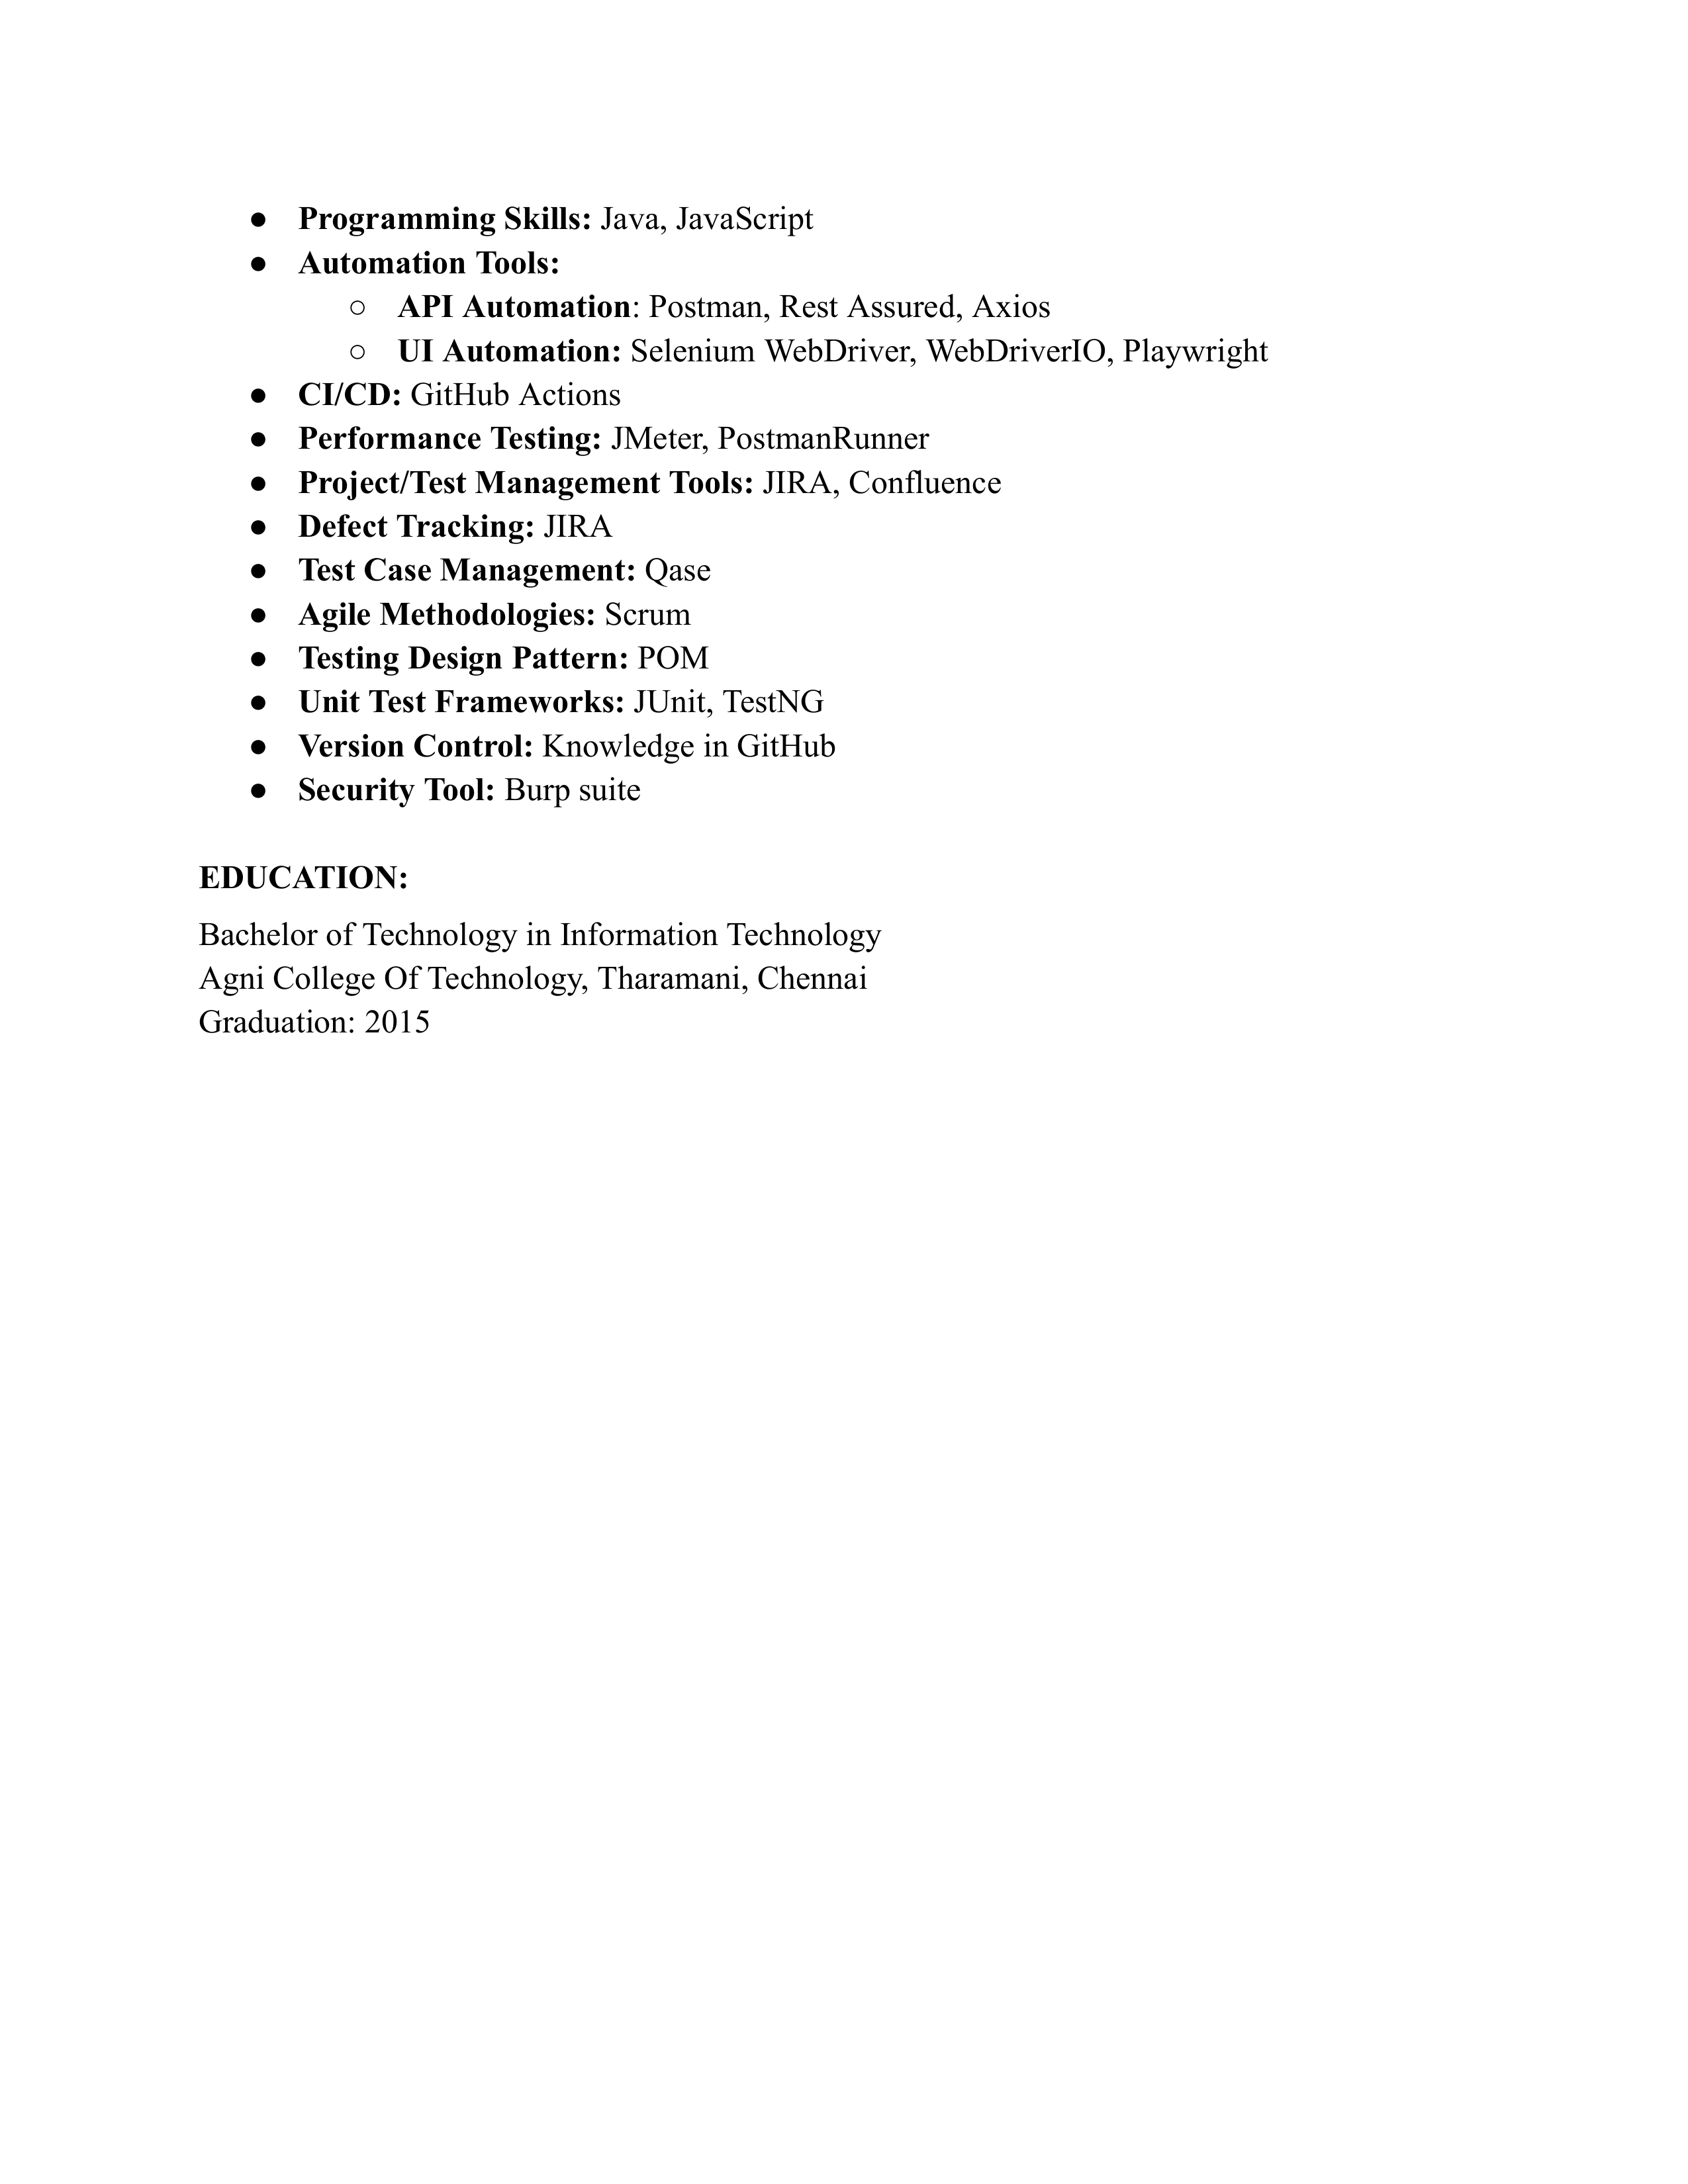 ● Programming Skills: Java, JavaScript
● Automation Tools:
○ API Automation: Postman, Rest Assured, Axios
○ UI Automation: Selenium WebDriver, WebDriverIO, Playwright
● CI/CD: GitHub Actions
● Performance Testing: JMeter, PostmanRunner
● Project/Test Management Tools: JIRA, Confluence
● Defect Tracking: JIRA
● Test Case Management: Qase
● Agile Methodologies: Scrum
● Testing Design Pattern: POM
● Unit Test Frameworks: JUnit, TestNG
● Version Control: Knowledge in GitHub
● Security Tool: Burp suite
EDUCATION:
Bachelor of Technology in Information Technology
Agni College Of Technology, Tharamani, Chennai
Graduation: 2015